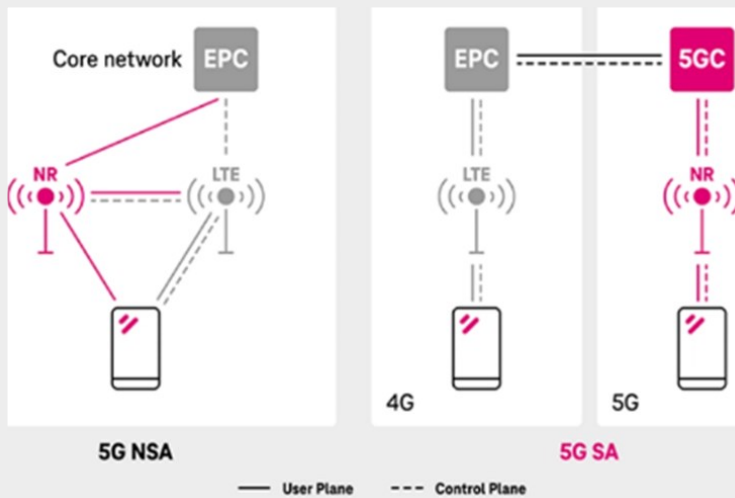 Core network EPC
NR
LTE
5G NSA
EPC
LTE
4G
5GC
NR
5G
5G SA
User Plane
Control Plane